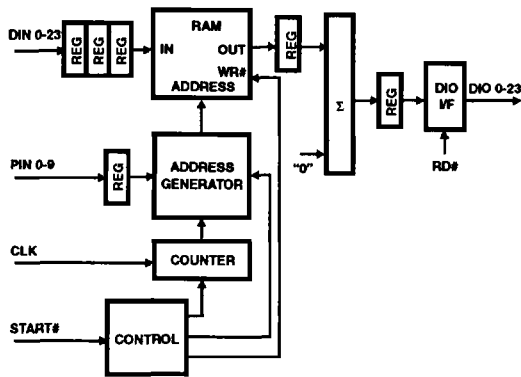 DIN 0-23
REG
REG
REG
RAM
IN
OUT
WR#
ADDRESS
REG
Σ
"0"
REG
DIO
I/F
DIO 0-23
RD#
PIN 0-9
REG
ADDRESS
GENERATOR
CLK
COUNTER
START#
CONTROL